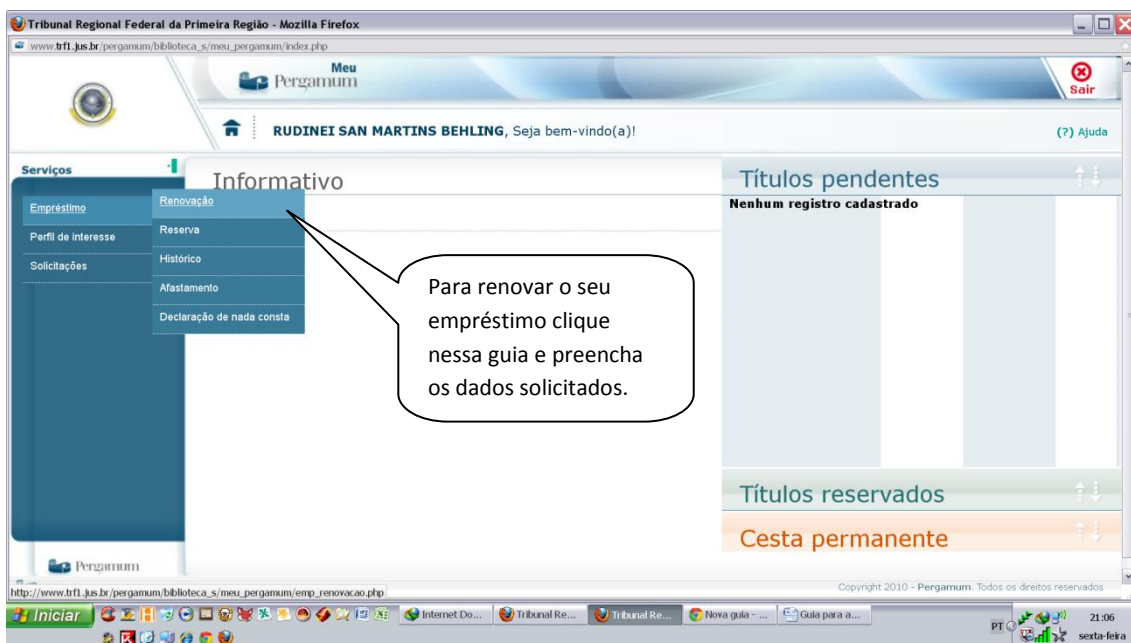 Tribunal Regional Federal da Primeira Região - Mozilla Firefox
www.trf1.jus.br/pergamum/biblioteca_s/meu_pergamum/index.php
Meu
Pergamum
Sair
RUDINEI SAN MARTINS BEHLING, Seja bem-vindo(a)!
(?) Ajuda
Serviços
Empréstimo
Perfil de interesse
Solicitações
Renovação
Reserva
Histórico
Afastamento
Declaração de nada consta
Informativo
Para renovar o seu
empréstimo clique
nessa guia e preencha
os dados solicitados.
Títulos pendentes
Nenhum registro cadastrado
Títulos reservados
Cesta permanente
Pergamum
Copyright 2010 - Pergamum. Todos os direitos reservados
http://www.trf1.jus.br/pergamum/biblioteca_s/meu_pergamum/emp_renovacao.php
Iniciar
Internet Do...
Tribunal Re...
Tribunal Re...
Nova guia - ...
Guia para a...
PT
21:06
sexta-feira